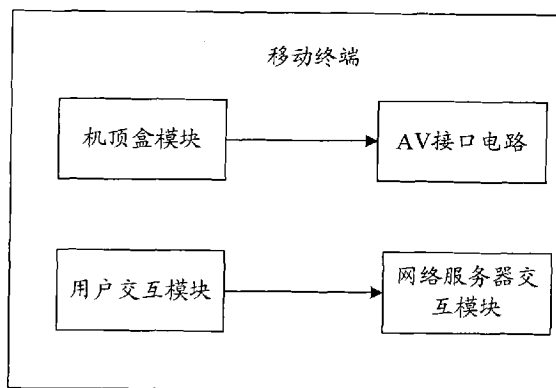 移动终端
机顶盒模块
AV接口电路
用户交互模块
网络服务器交
互模块